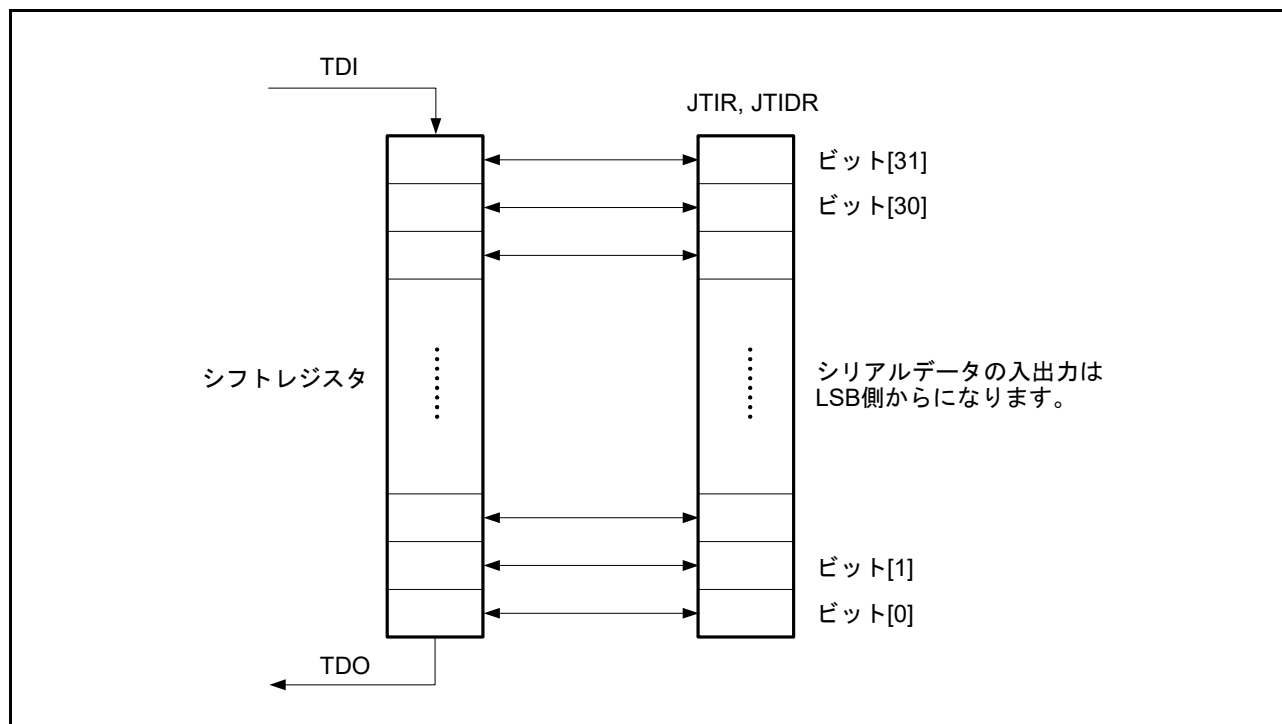 TDI
JTIR, JTIDR
ビット[31]
ビット[30]
シフトレジスタ
シリアルデータの入出力は
LSB側からになります。
ビット[1]
ビット[0]
TDO